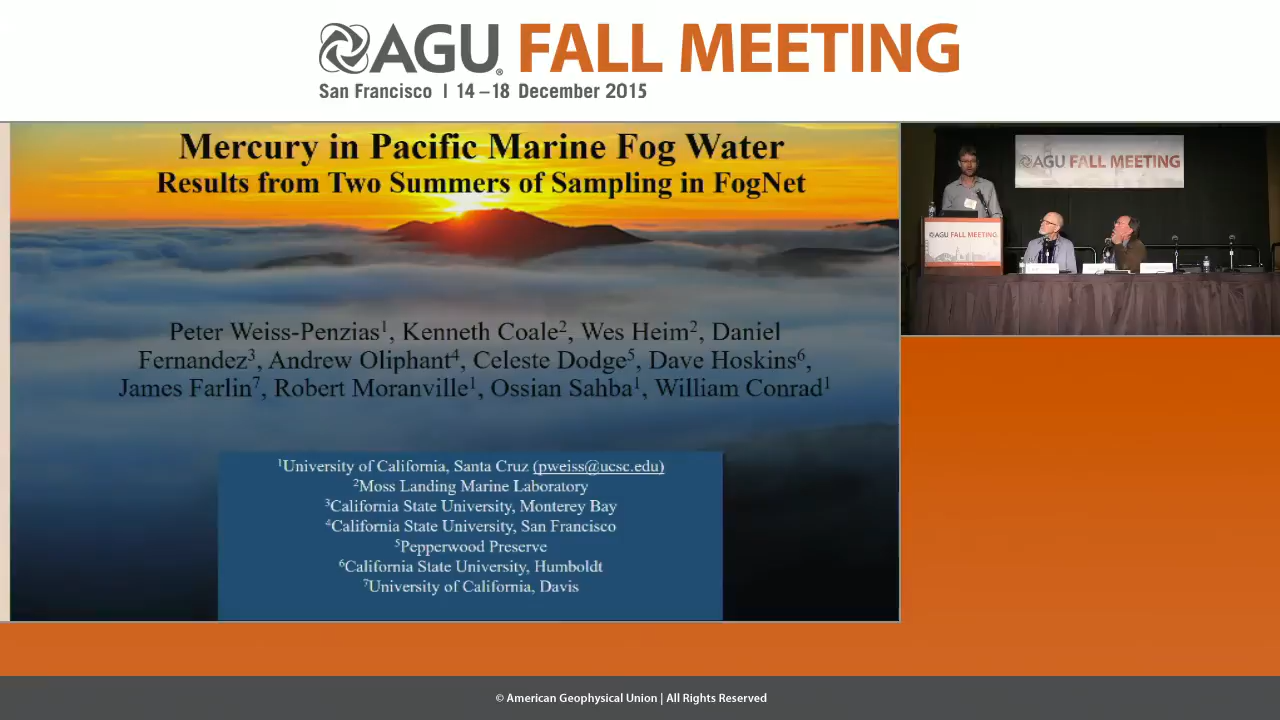 AGU FALL MEETING
San Francisco | 14–18 December 2015
Mercury in Pacific Marine Fog Water
Results from Two Summers of Sampling in FogNet
Peter Weiss-Penzias1, Kenneth Coale2, Wes Heim2, Daniel
Fernandez3, Andrew Oliphant4, Celeste Dodge5, Dave Hoskins6,
James Farlin7, Robert Moranville1, Ossian Sahba1, William Conrad1
1University of California, Santa Cruz (pweiss@ucsc.edu)
2Moss Landing Marine Laboratory
3California State University, Monterey Bay
4California State University, San Francisco
5Pepperwood Preserve
6California State University, Humboldt
7University of California, Davis
AGU FALL MEETING
AGU FALL MEETING
© American Geophysical Union | All Rights Reserved